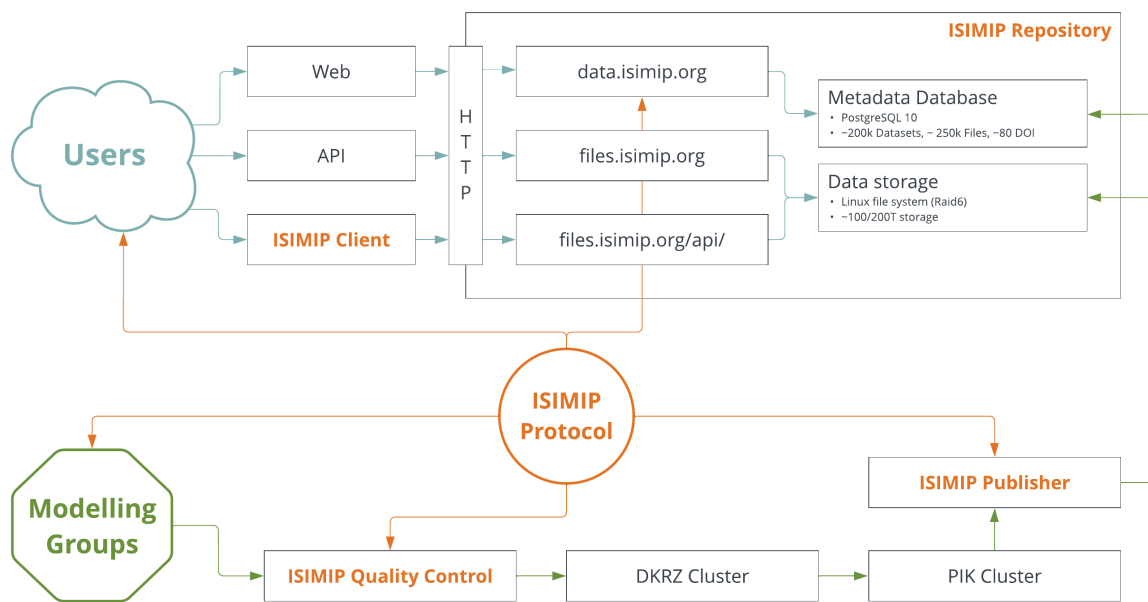 ISIMIP Repository
Users
Web
API
ISIMIP Client
H
T
T
P
data.isimip.org
files.isimip.org
files.isimip.org/api/
Metadata Database
• PostgreSQL 10
• ~200k Datasets, ~ 250k Files, ~80 DOI
Data storage
• Linux file system (Raid6)
• ~100/200T storage
ISIMIP
Protocol
Modelling
Groups
ISIMIP Quality Control
DKRZ Cluster
PIK Cluster
ISIMIP Publisher